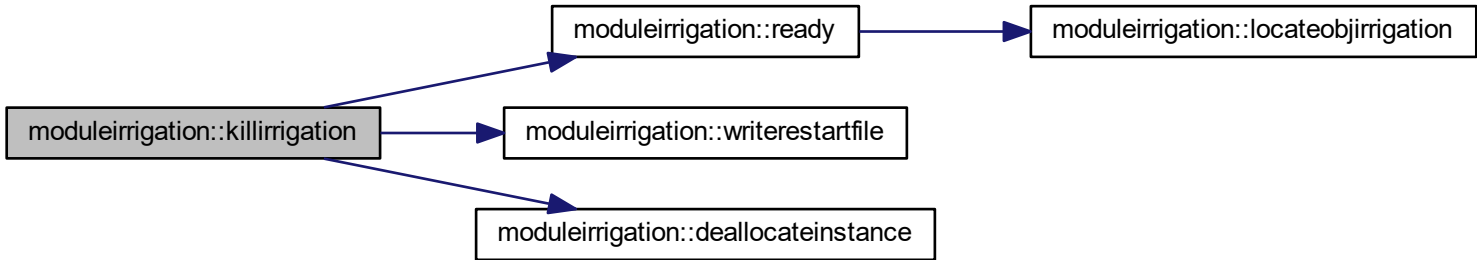 moduleirrigation::ready
moduleirrigation::locateobjirrigation
moduleirrigation::killirrigation
moduleirrigation::writerestartfile
moduleirrigation::deallocateinstance